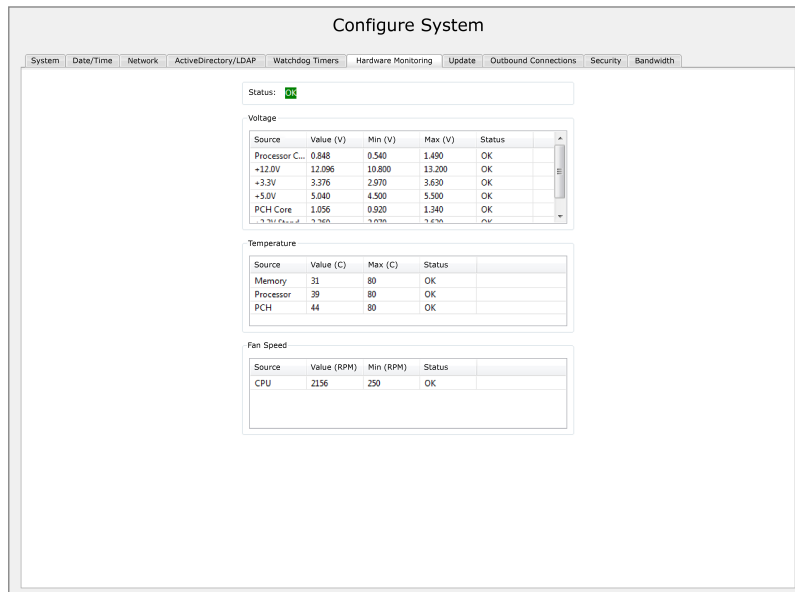 Configure System
System Date/Time Network ActiveDirectory/LDAP Watchdog Timers Hardware Monitoring Update Outbound Connections Security Bandwidth
Status: OK
Voltage
Source Value (V) Min (V) Max (V) Status
Processor C... 0.848 0.540 1.490 OK
+12.0V 12.096 10.800 13.200 OK
+3.3V 3.376 2.970 3.630 OK
+5.0V 5.040 4.500 5.500 OK
PCH Core 1.056 0.920 1.340 OK
Temperature
Source Value (C) Max (C) Status
Memory 31 80 OK
Processor 39 80 OK
PCH 44 80 OK
Fan Speed
Source Value (RPM) Min (RPM) Status
CPU 2156 250 OK